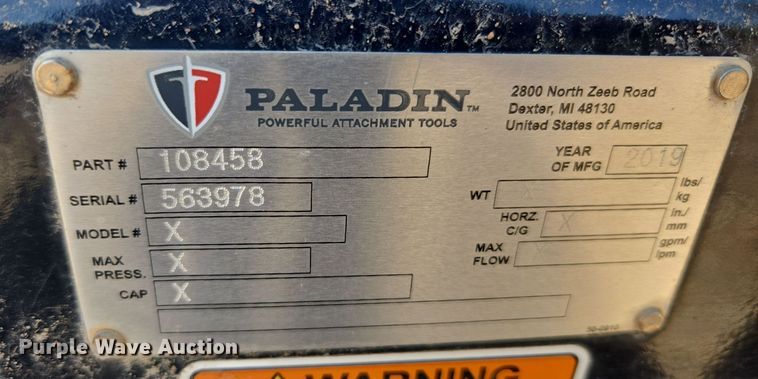 PALADIN™
POWERFUL ATTACHMENT TOOLS
2800 North Zeeb Road
Dexter, MI 48130
United States of America
PART # 108458
YEAR OF MFG 2019
SERIAL # 563978
WT lbs/ kg
MODEL # X
HORZ. C/G X in./ mm
MAX PRESS. X
MAX FLOW gpm/ lpm
CAP X
50-0910
Purple Wave Auction
WARNING